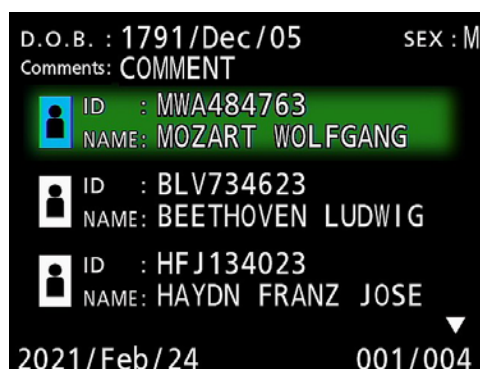 D.O.B. : 1791/Dec/05 SEX : M
Comments: COMMENT
ID : MWA484763
NAME: MOZART WOLFGANG
ID : BLV734623
NAME: BEETHOVEN LUDWIG
ID : HFJ134023
NAME: HAYDN FRANZ JOSE
2021/Feb/24 001/004